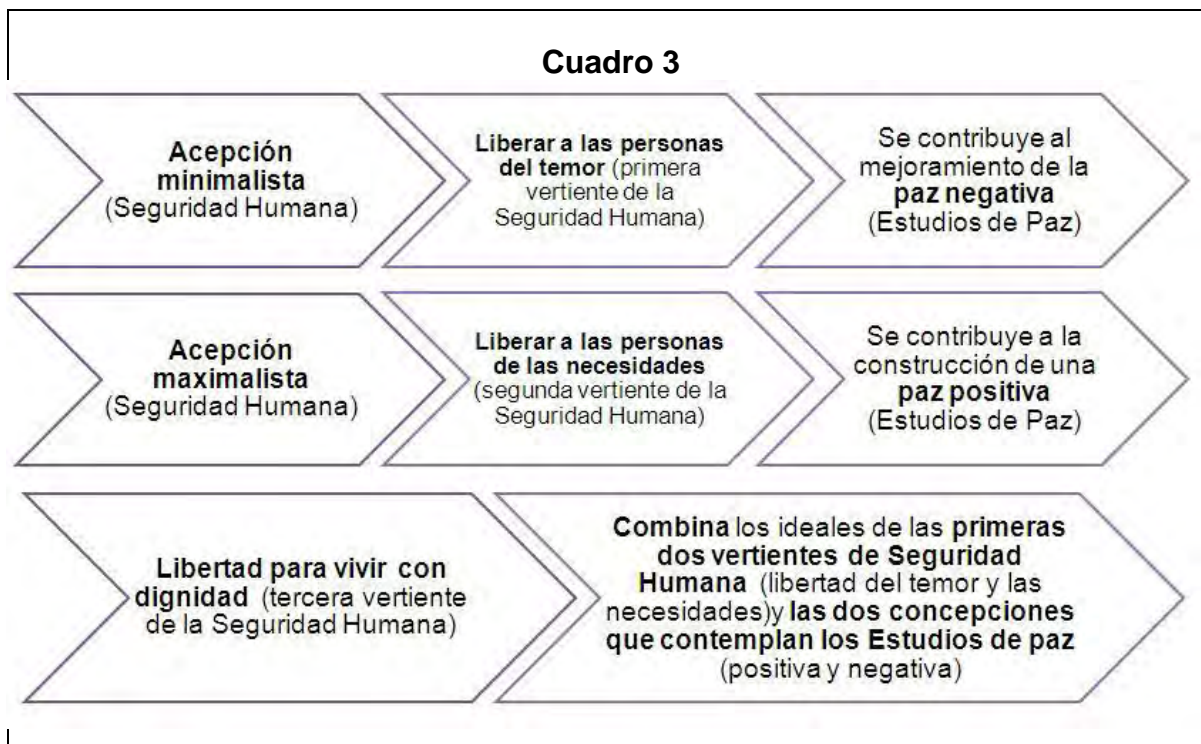 Cuadro 3
Acepción
minimalista
(Seguridad Humana)
Liberar a las personas
del temor (primera
vertiente de la
Seguridad Humana)
Se contribuye al
mejoramiento de la
paz negativa
(Estudios de Paz)
Acepción
maximalista
(Seguridad Humana)
Liberar a las personas
de las necesidades
(segunda vertiente de la
Seguridad Humana)
Se contribuye a la
construcción de una
paz positiva
(Estudios de Paz)
Libertad para vivir con
dignidad (tercera vertiente
de la Seguridad Humana)
Combina los ideales de las primeras
dos vertientes de Seguridad
Humana (libertad del temor y las
necesidades)y las dos concepciones
que contemplan los Estudios de paz
(positiva y negativa)